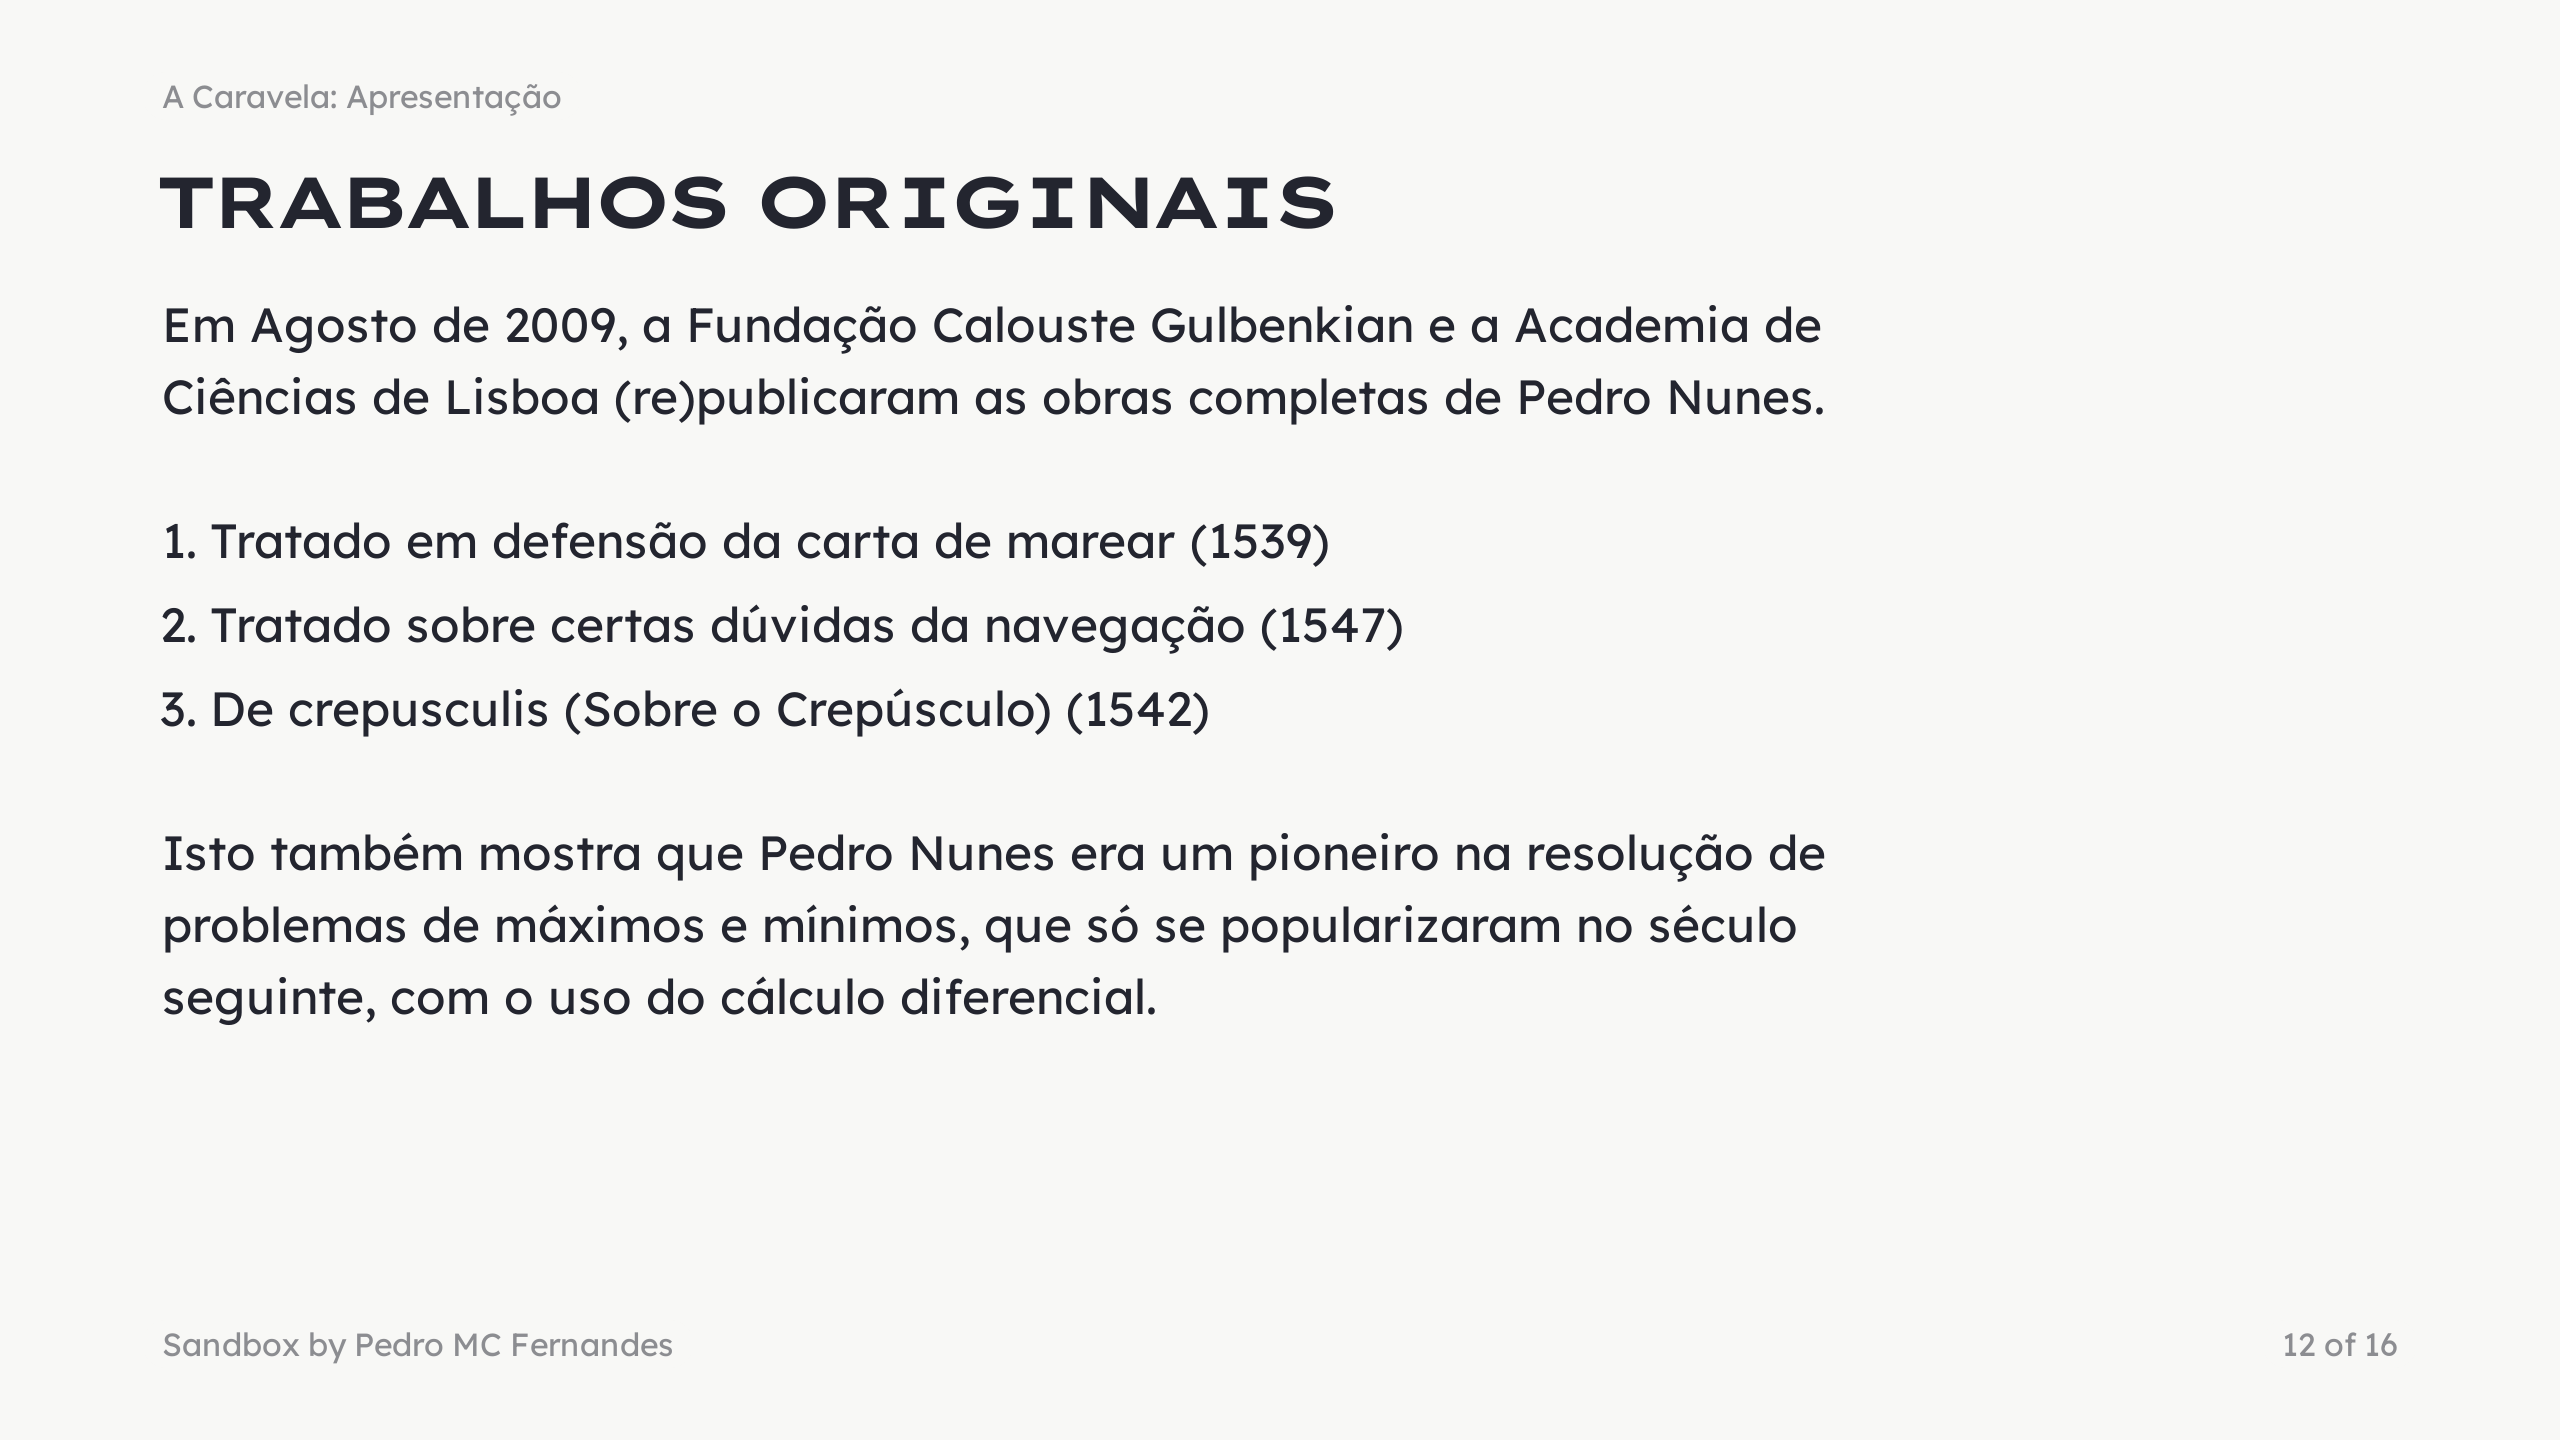 A Caravela: Apresentação
TRABALHOS ORIGINAIS
Em Agosto de 2009, a Fundação Calouste Gulbenkian e a Academia de
Ciências de Lisboa (re)publicaram as obras completas de Pedro Nunes.
1. Tratado em defensão da carta de marear (1539)
2. Tratado sobre certas dúvidas da navegação (1547)
3. De crepusculis (Sobre o Crepúsculo) (1542)
Isto também mostra que Pedro Nunes era um pioneiro na resolução de
problemas de máximos e mínimos, que só se popularizaram no século
seguinte, com o uso do cálculo diferencial.
Sandbox by Pedro MC Fernandes
12 of 16